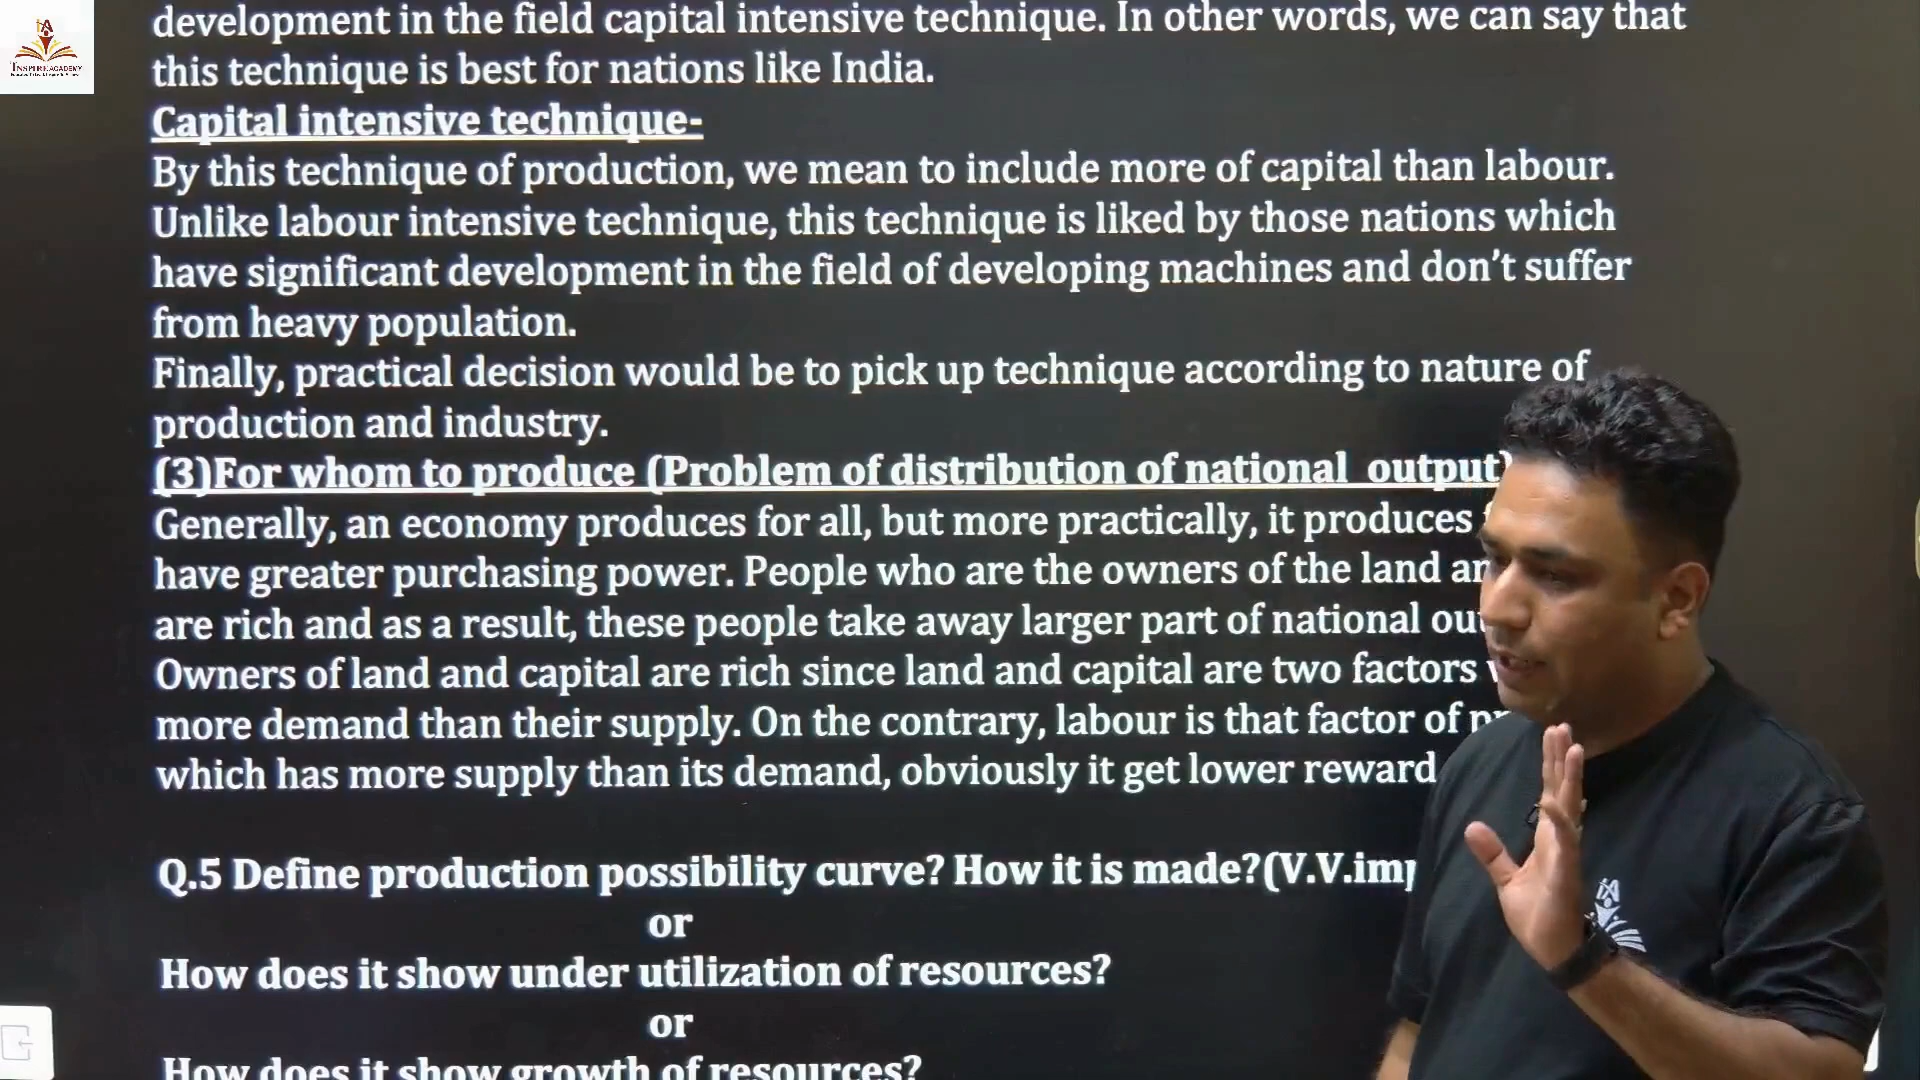 INSPIRE ACADEMY
development in the field capital intensive technique. In other words, we can say that
this technique is best for nations like India.
Capital intensive technique-
By this technique of production, we mean to include more of capital than labour.
Unlike labour intensive technique, this technique is liked by those nations which
have significant development in the field of developing machines and don't suffer
from heavy population.
Finally, practical decision would be to pick up technique according to nature of
production and industry.
(3)For whom to produce (Problem of distribution of national output)
Generally, an economy produces for all, but more practically, it produces
have greater purchasing power. People who are the owners of the land
are rich and as a result, these people take away larger part of national
Owners of land and capital are rich since land and capital are two factors
more demand than their supply. On the contrary, labour is that factor of
which has more supply than its demand, obviously it get lower reward
Q.5 Define production possibility curve? How it is made?(V.V.imp
or
How does it show under utilization of resources?
or
How does it show growth of resources?